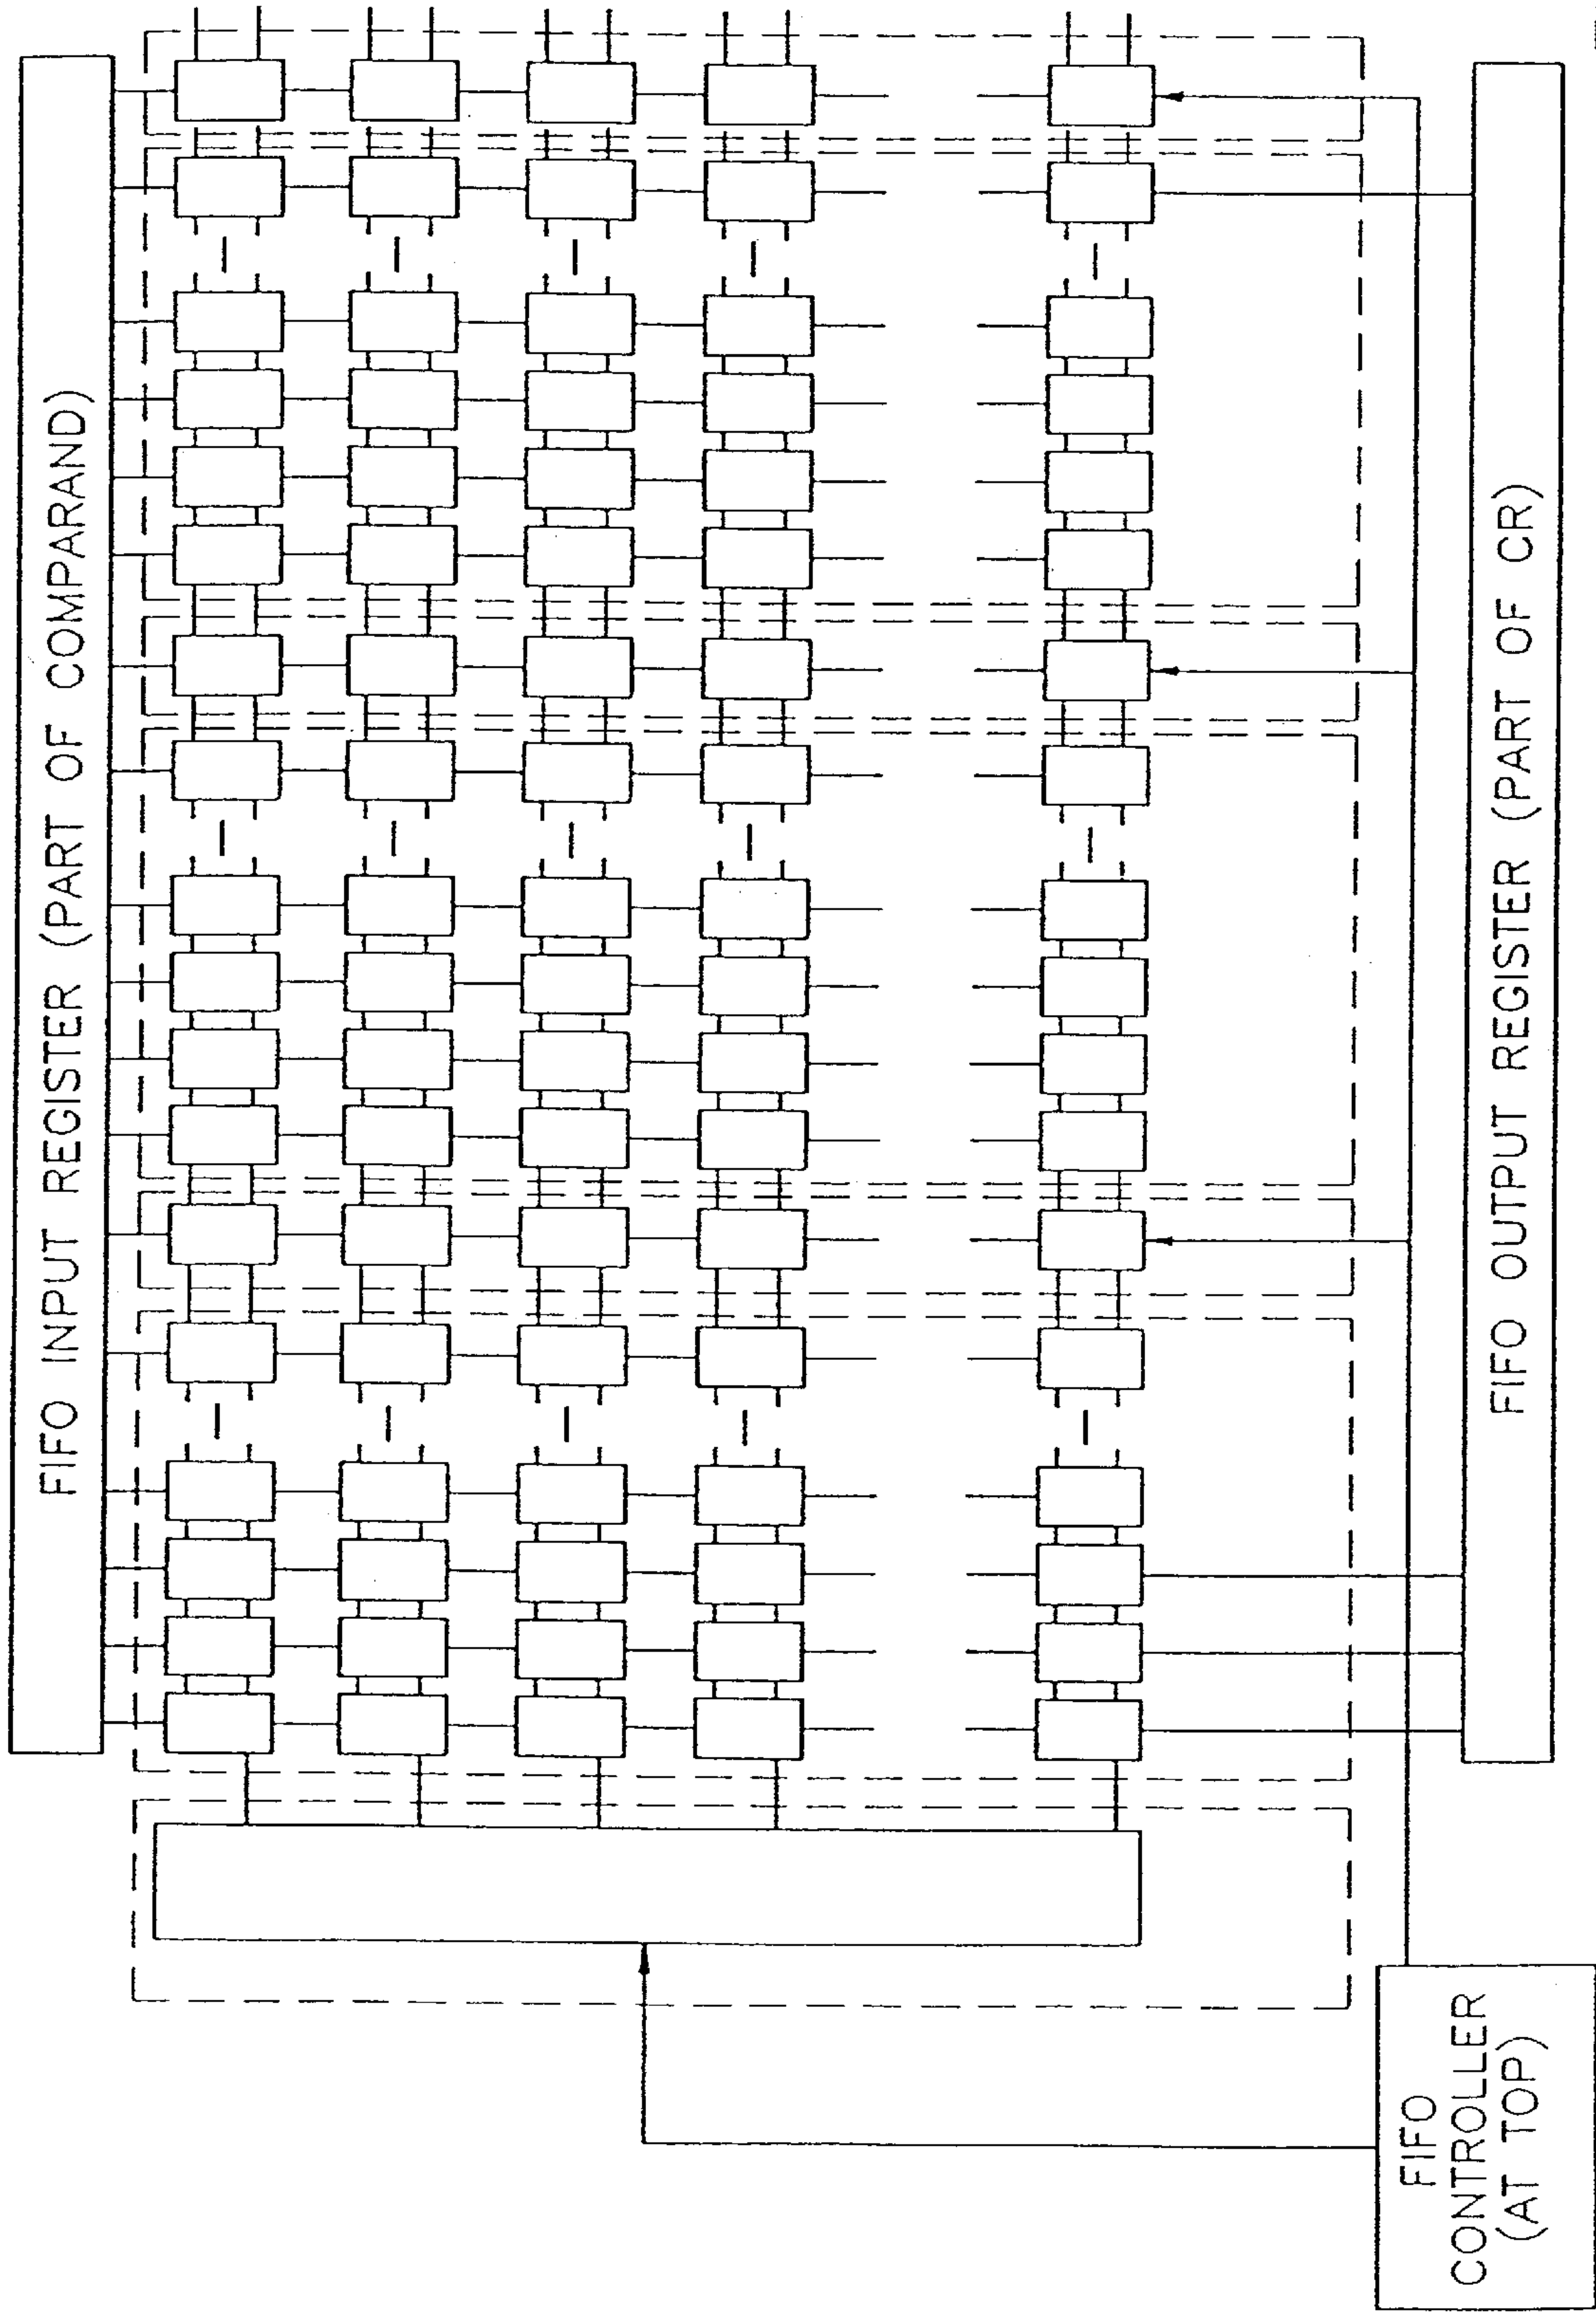 FIFO INPUT REGISTER (PART OF COMPARAND)
FIFO OUTPUT REGISTER (PART OF CR)
FIFO
CONTROLLER
(AT TOP)